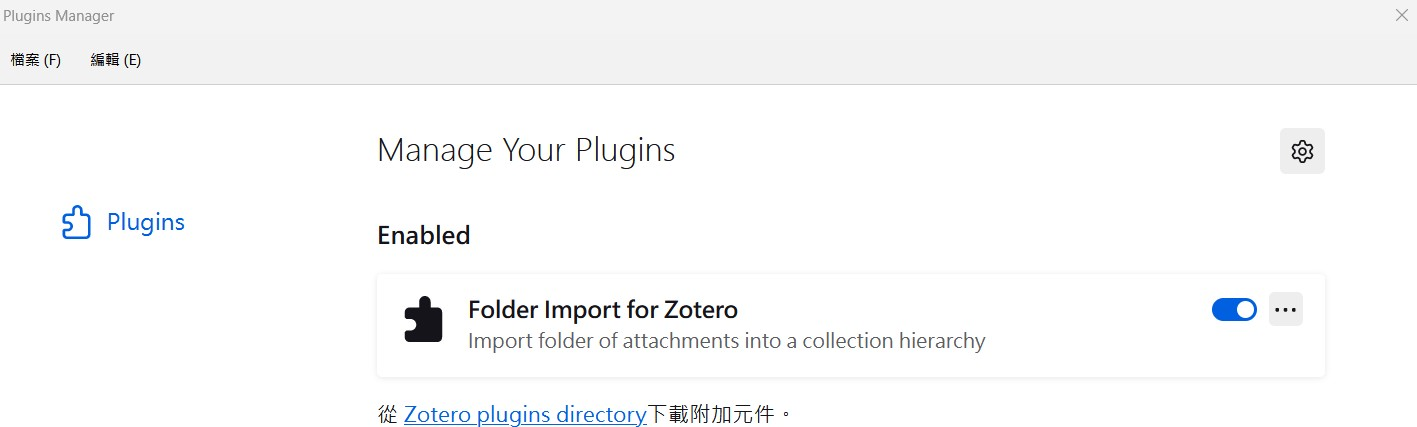 Plugins Manager
檔案 (F) 編輯 (E)
Manage Your Plugins
Plugins
Enabled
Folder Import for Zotero
Import folder of attachments into a collection hierarchy
從 Zotero plugins directory下載附加元件。